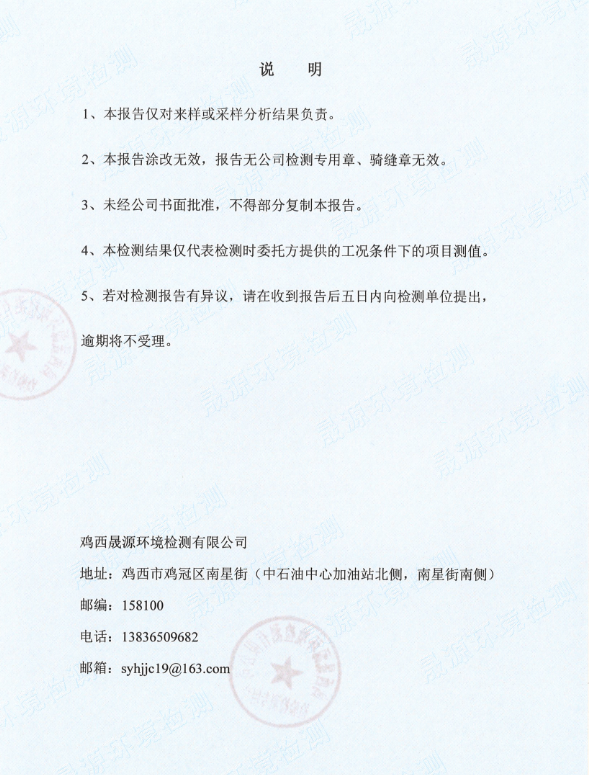 说 明
1、本报告仅对来样或采样分析结果负责。
2、本报告涂改无效，报告无公司检测专用章、骑缝章无效。
3、未经公司书面批准，不得部分复制本报告。
4、本检测结果仅代表检测时委托方提供的工况条件下的项目测值。
5、若对检测报告有异议，请在收到报告后五日内向检测单位提出，
逾期将不受理。
鸡西晟源环境检测有限公司
地址：鸡西市鸡冠区南星街（中石油中心加油站北侧，南星街南侧）
邮编：158100
电话：13836509682
邮箱：syhjjc19@163.com
晟源环境检测